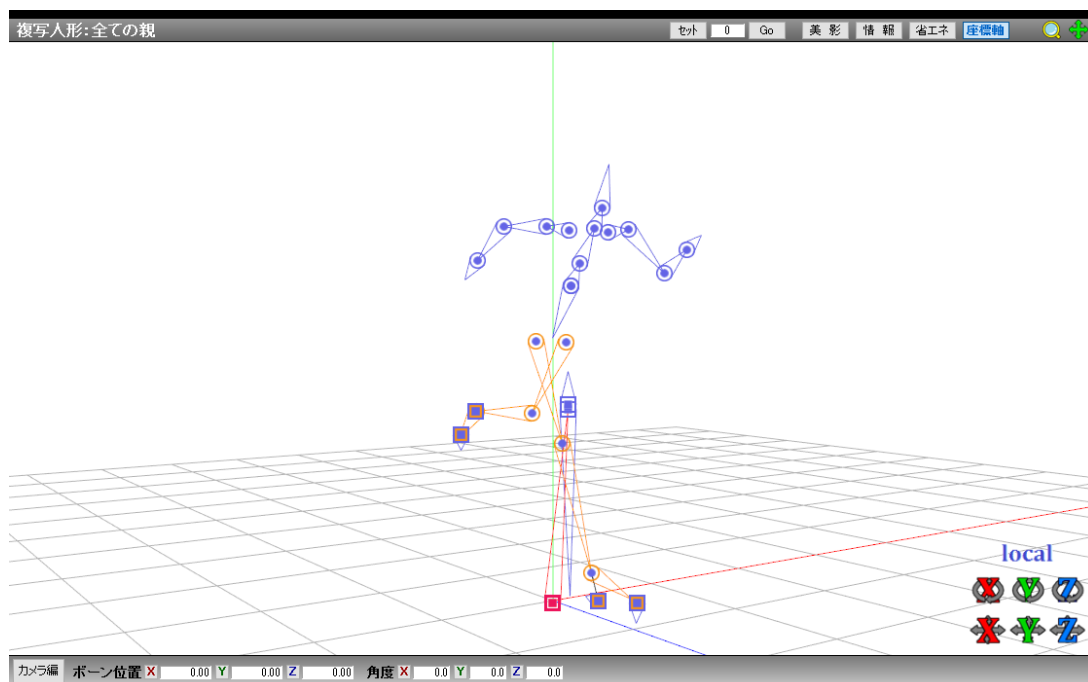 複写人形:全ての親 セット 0 Go 美 影 情 報 省エネ 座標軸
local
X Y Z
X Y Z
カメラ編 ボーン位置 X 0.00 Y 0.00 Z 0.00 角度 X 0.0 Y 0.0 Z 0.0